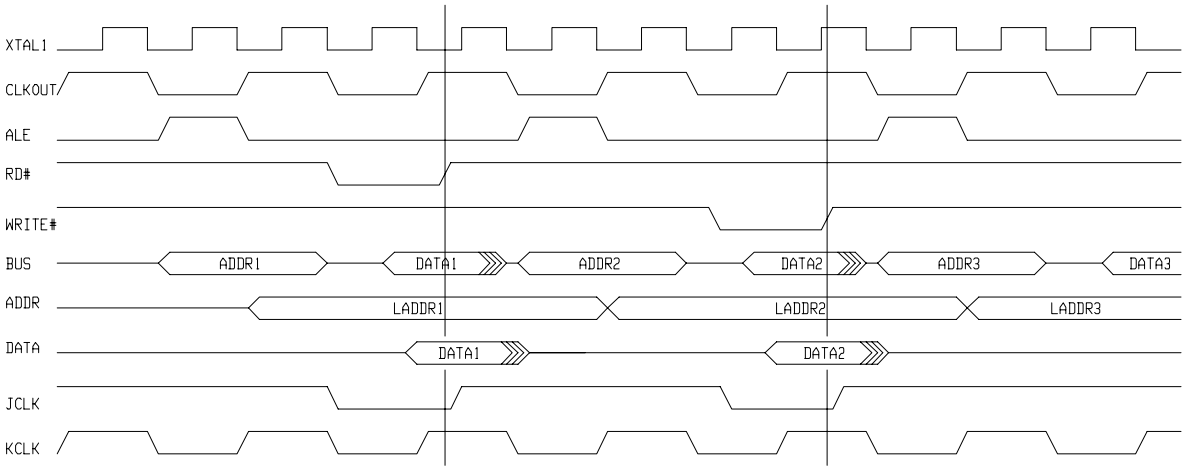 XTAL1
CLKOUT
ALE
RD#
WRITE#
BUS ADDR1 DATA1 ADDR2 DATA2 ADDR3 DATA3
ADDR LADDR1 LADDR2 LADDR3
DATA DATA1 DATA2
JCLK
KCLK